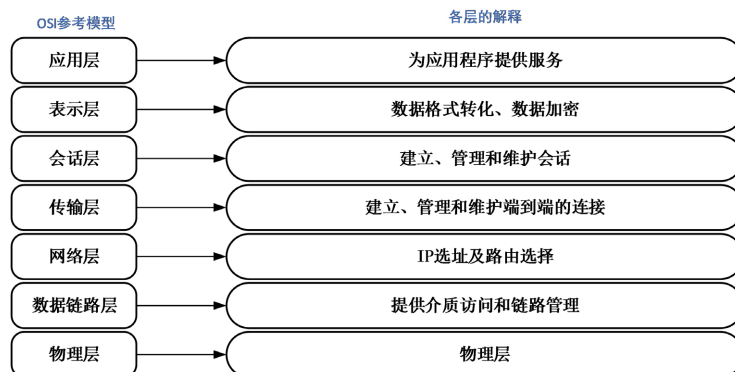 OSI参考模型
各层的解释
应用层
为应用程序提供服务
表示层
数据格式转化、数据加密
会话层
建立、管理和维护会话
传输层
建立、管理和维护端到端的连接
网络层
IP选址及路由选择
数据链路层
提供介质访问和链路管理
物理层
物理层